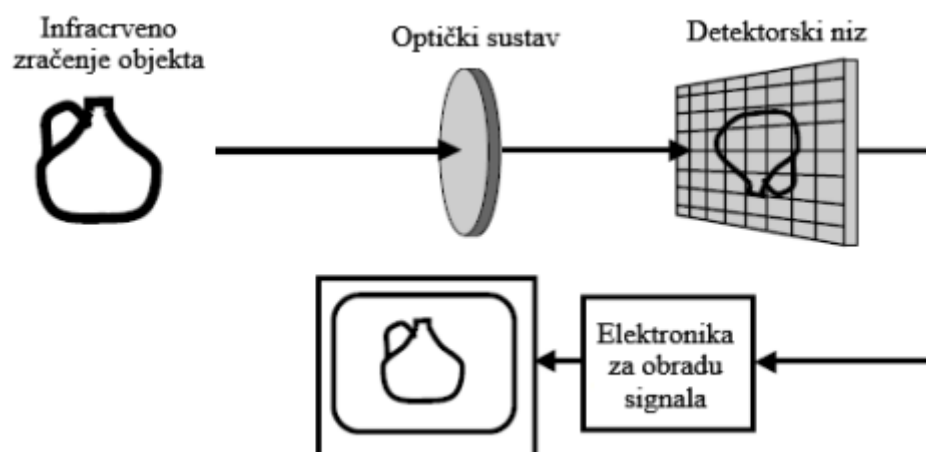 Infracrveno
zračenje objekta
Optički sustav
Detektorski niz
Elektronika
za obradu
signala